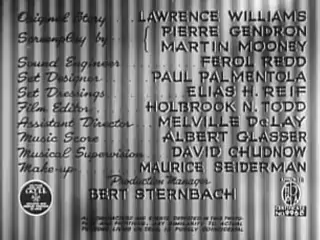 Original Story .... LAWRENCE WILLIAMS
Screenplay by... { PIERRE GENDRON
MARTIN MOONEY
Sound Engineer ........ FEROL REDD
Set Designer ..... PAUL PALMENTOLA
Set Dressings ........ ELIAS H. REIF
Film Editor ..... HOLBROOK N. TODD
Assistant Director .... MELVILLE DeLAY
Music Score ........ ALBERT GLASSER
Musical Supervision .. DAVID CHUDNOW
Make-up ..... MAURICE SEIDERMAN
Production Manager
BERT STERNBACH